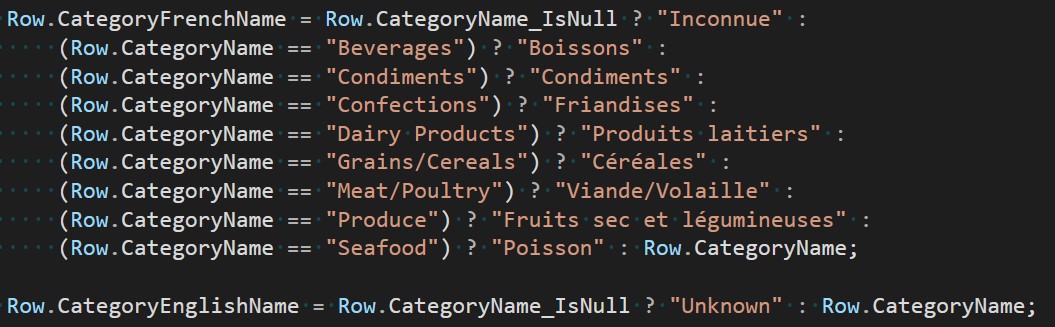 Row.CategoryFrenchName = Row.CategoryName_IsNull ? "Inconnue" :
(Row.CategoryName == "Beverages") ? "Boissons" :
(Row.CategoryName == "Condiments") ? "Condiments" :
(Row.CategoryName == "Confections") ? "Friandises" :
(Row.CategoryName == "Dairy Products") ? "Produits laitiers" :
(Row.CategoryName == "Grains/Cereals") ? "Céréales" :
(Row.CategoryName == "Meat/Poultry") ? "Viande/Volaille" :
(Row.CategoryName == "Produce") ? "Fruits sec et légumineuses" :
(Row.CategoryName == "Seafood") ? "Poisson" : Row.CategoryName;
Row.CategoryEnglishName = Row.CategoryName_IsNull ? "Unknown" : Row.CategoryName;